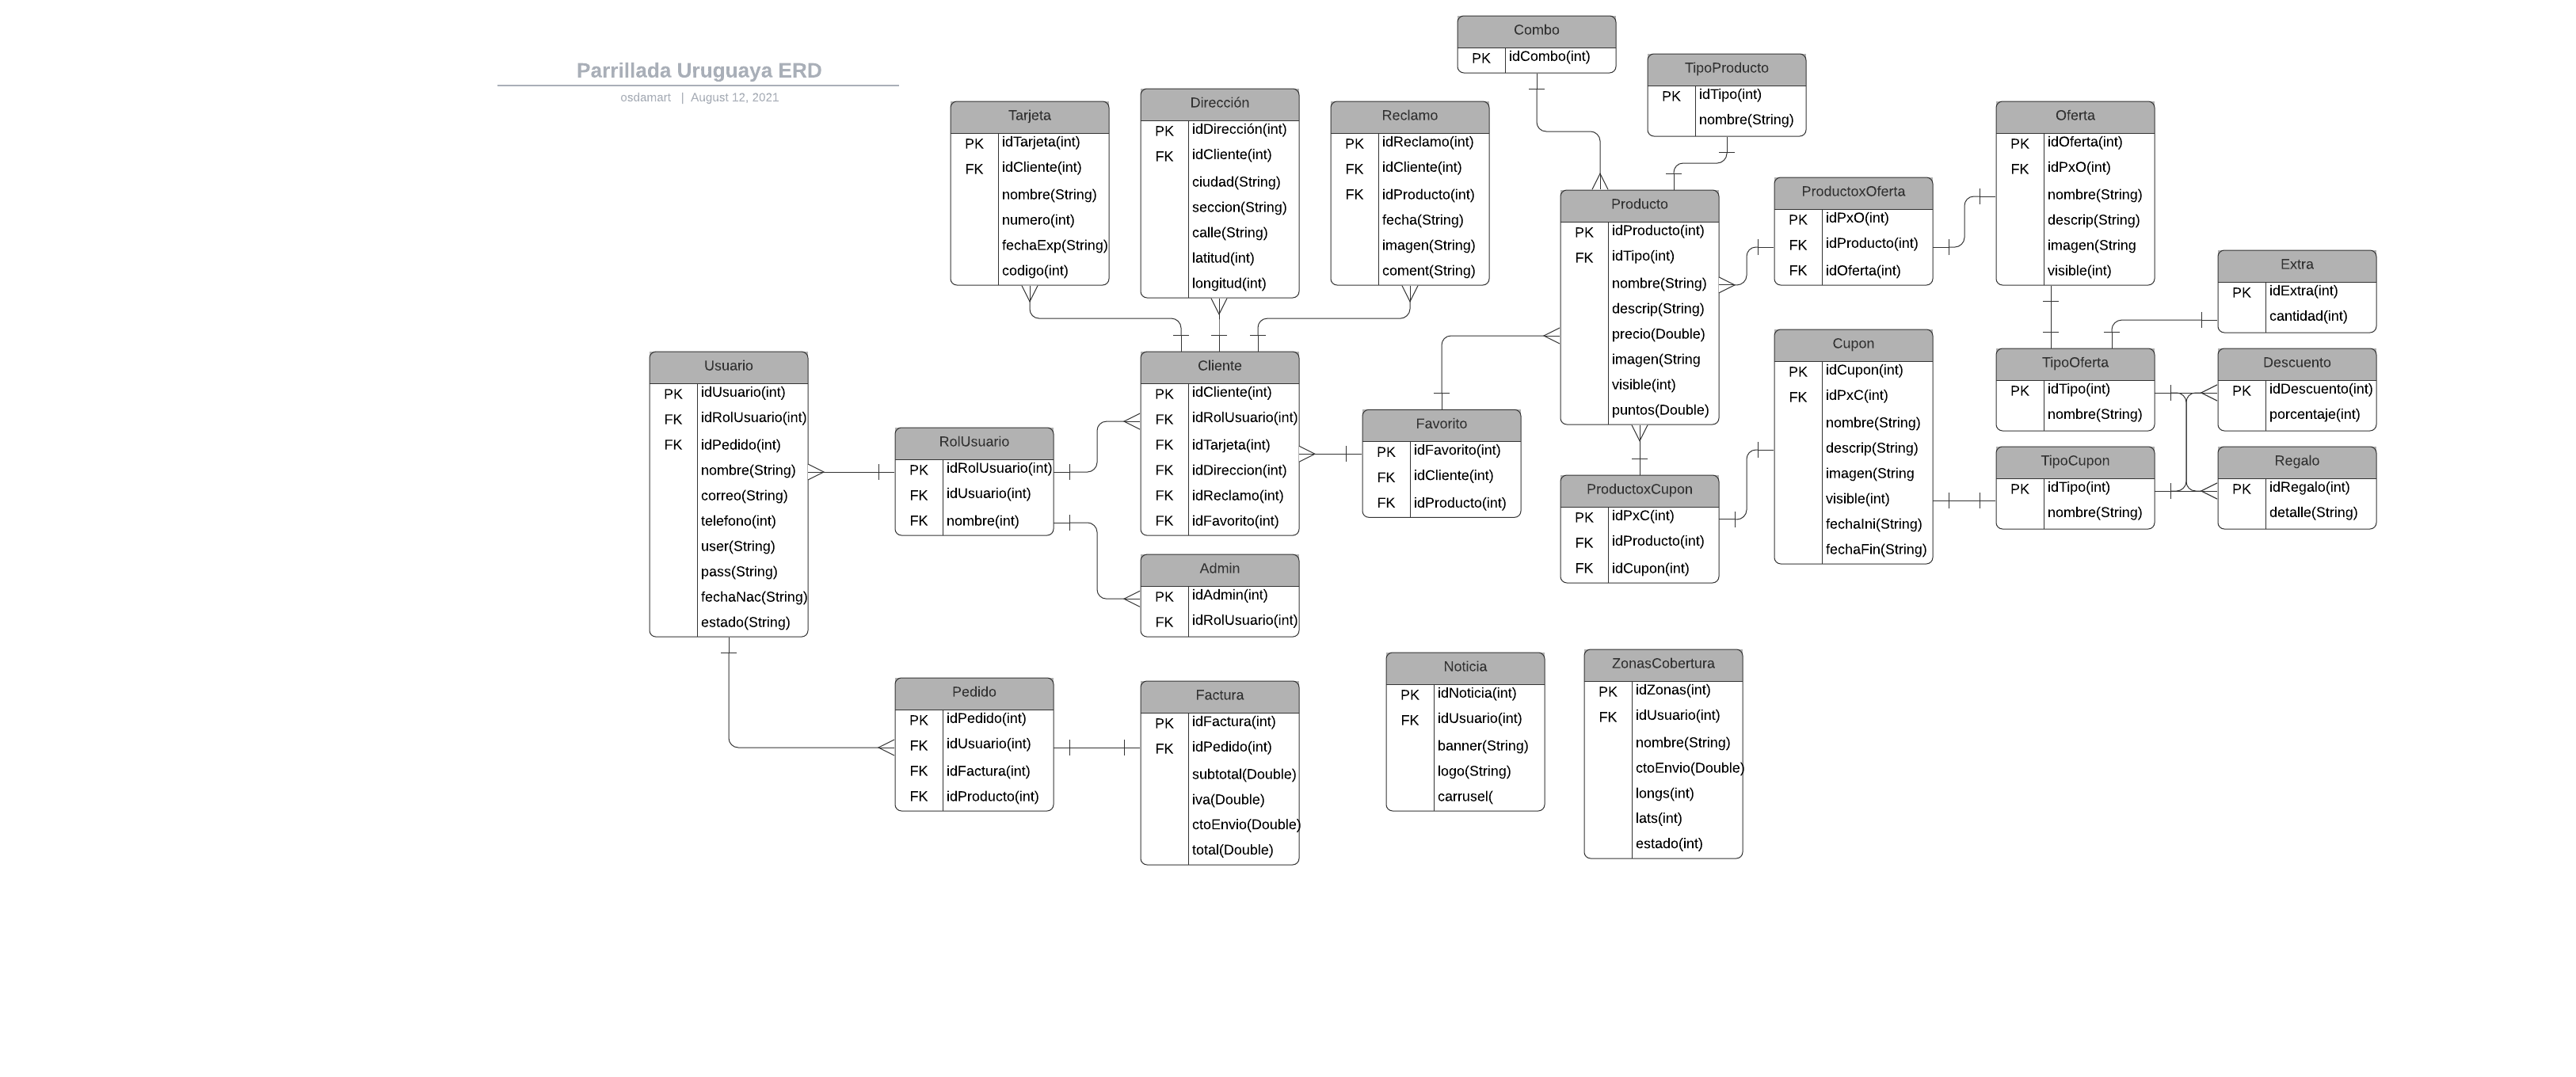 Parrillada Uruguaya ERD
osdamart | August 12, 2021
Combo
PK idCombo(int)
TipoProducto
PK idTipo(int)
nombre(String)
Tarjeta
PK idTarjeta(int)
FK idCliente(int)
nombre(String)
numero(int)
fechaExp(String)
codigo(int)
Dirección
PK idDirección(int)
FK idCliente(int)
ciudad(String)
seccion(String)
calle(String)
latitud(int)
longitud(int)
Reclamo
PK idReclamo(int)
FK idCliente(int)
FK idProducto(int)
fecha(String)
imagen(String)
coment(String)
Producto
PK idProducto(int)
FK idTipo(int)
nombre(String)
descrip(String)
precio(Double)
imagen(String
visible(int)
puntos(Double)
ProductoxOferta
PK idPxO(int)
FK idProducto(int)
FK idOferta(int)
Oferta
PK idOferta(int)
FK idPxO(int)
nombre(String)
descrip(String)
imagen(String
visible(int)
Extra
PK idExtra(int)
cantidad(int)
Usuario
PK idUsuario(int)
FK idRolUsuario(int)
FK idPedido(int)
nombre(String)
correo(String)
telefono(int)
user(String)
pass(String)
fechaNac(String)
estado(String)
RolUsuario
PK idRolUsuario(int)
FK idUsuario(int)
FK nombre(int)
Cliente
PK idCliente(int)
FK idRolUsuario(int)
FK idTarjeta(int)
FK idDireccion(int)
FK idReclamo(int)
FK idFavorito(int)
Favorito
PK idFavorito(int)
FK idCliente(int)
FK idProducto(int)
Cupon
PK idCupon(int)
FK idPxC(int)
nombre(String)
descrip(String)
imagen(String
visible(int)
fechaIni(String)
fechaFin(String)
TipoOferta
PK idTipo(int)
nombre(String)
Descuento
PK idDescuento(int)
porcentaje(int)
TipoCupon
PK idTipo(int)
nombre(String)
Regalo
PK idRegalo(int)
detalle(String)
ProductoxCupon
PK idPxC(int)
FK idProducto(int)
FK idCupon(int)
Admin
PK idAdmin(int)
FK idRolUsuario(int)
Pedido
PK idPedido(int)
FK idUsuario(int)
FK idFactura(int)
FK idProducto(int)
Factura
PK idFactura(int)
FK idPedido(int)
subtotal(Double)
iva(Double)
ctoEnvio(Double)
total(Double)
Noticia
PK idNoticia(int)
FK idUsuario(int)
banner(String)
logo(String)
carrusel(
ZonasCobertura
PK idZonas(int)
FK idUsuario(int)
nombre(String)
ctoEnvio(Double)
longs(int)
lats(int)
estado(int)